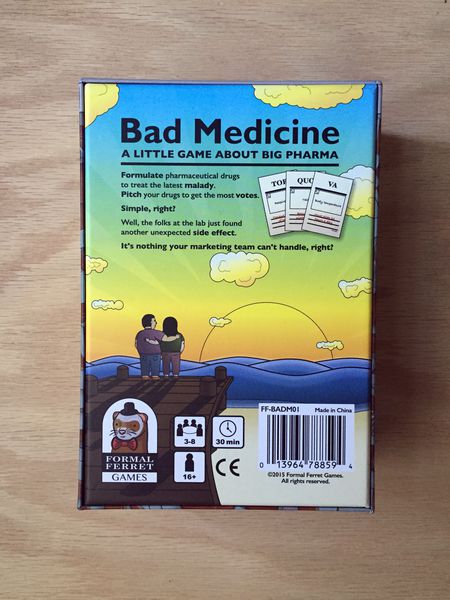 Bad Medicine
A LITTLE GAME ABOUT BIG PHARMA
Formulate pharmaceutical drugs
to treat the latest malady.
Pitch your drugs to get the most votes.
Simple, right?
Well, the folks at the lab just found
another unexpected side effect.
It's nothing your marketing team can't handle, right?
QUO
VA
FORMAL
FERRET
GAMES
3-8
30 min
16+
CE
FF-BADM01 Made in China
0 13964 78859 4
©2015 Formal Ferret Games.
All rights reserved.